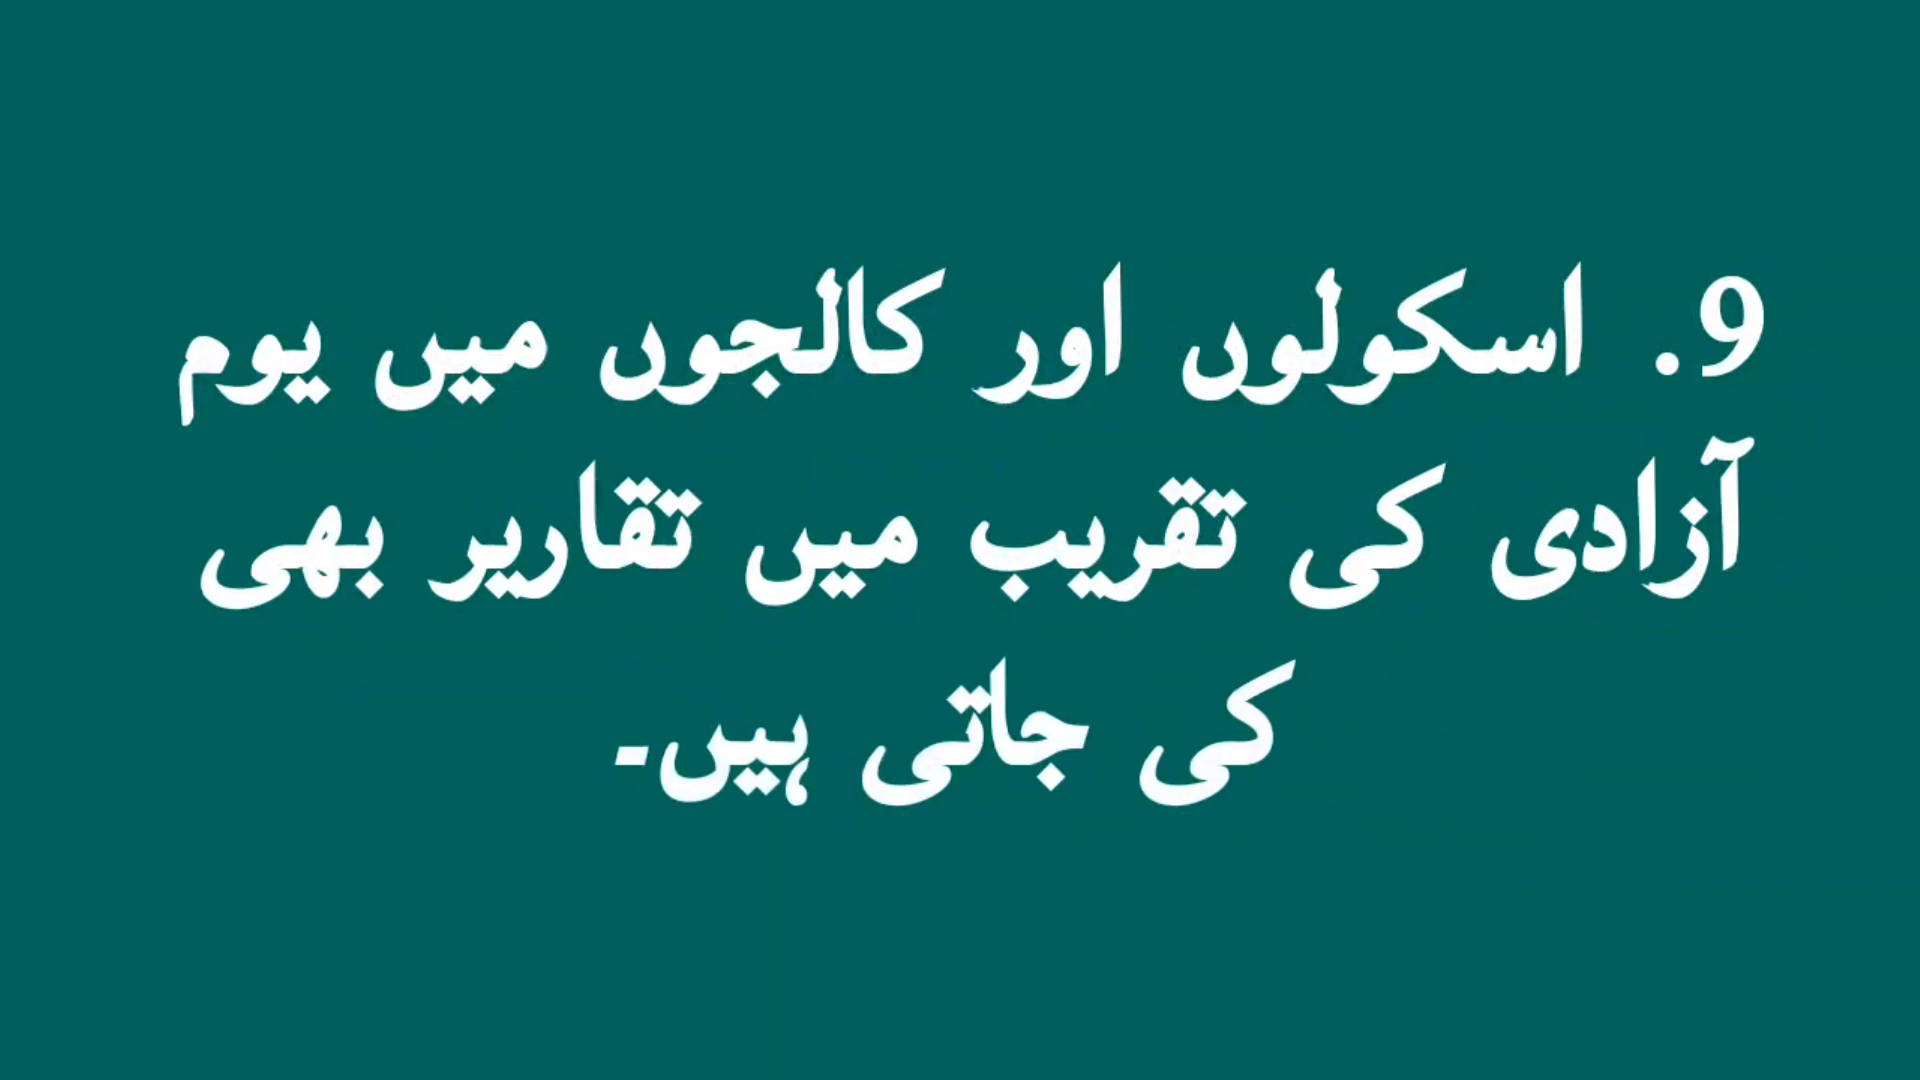 9. اسکولوں اور کالجوں میں یوم
آزادی کی تقریب میں تقاریر بھی
کی جاتی ہیں۔